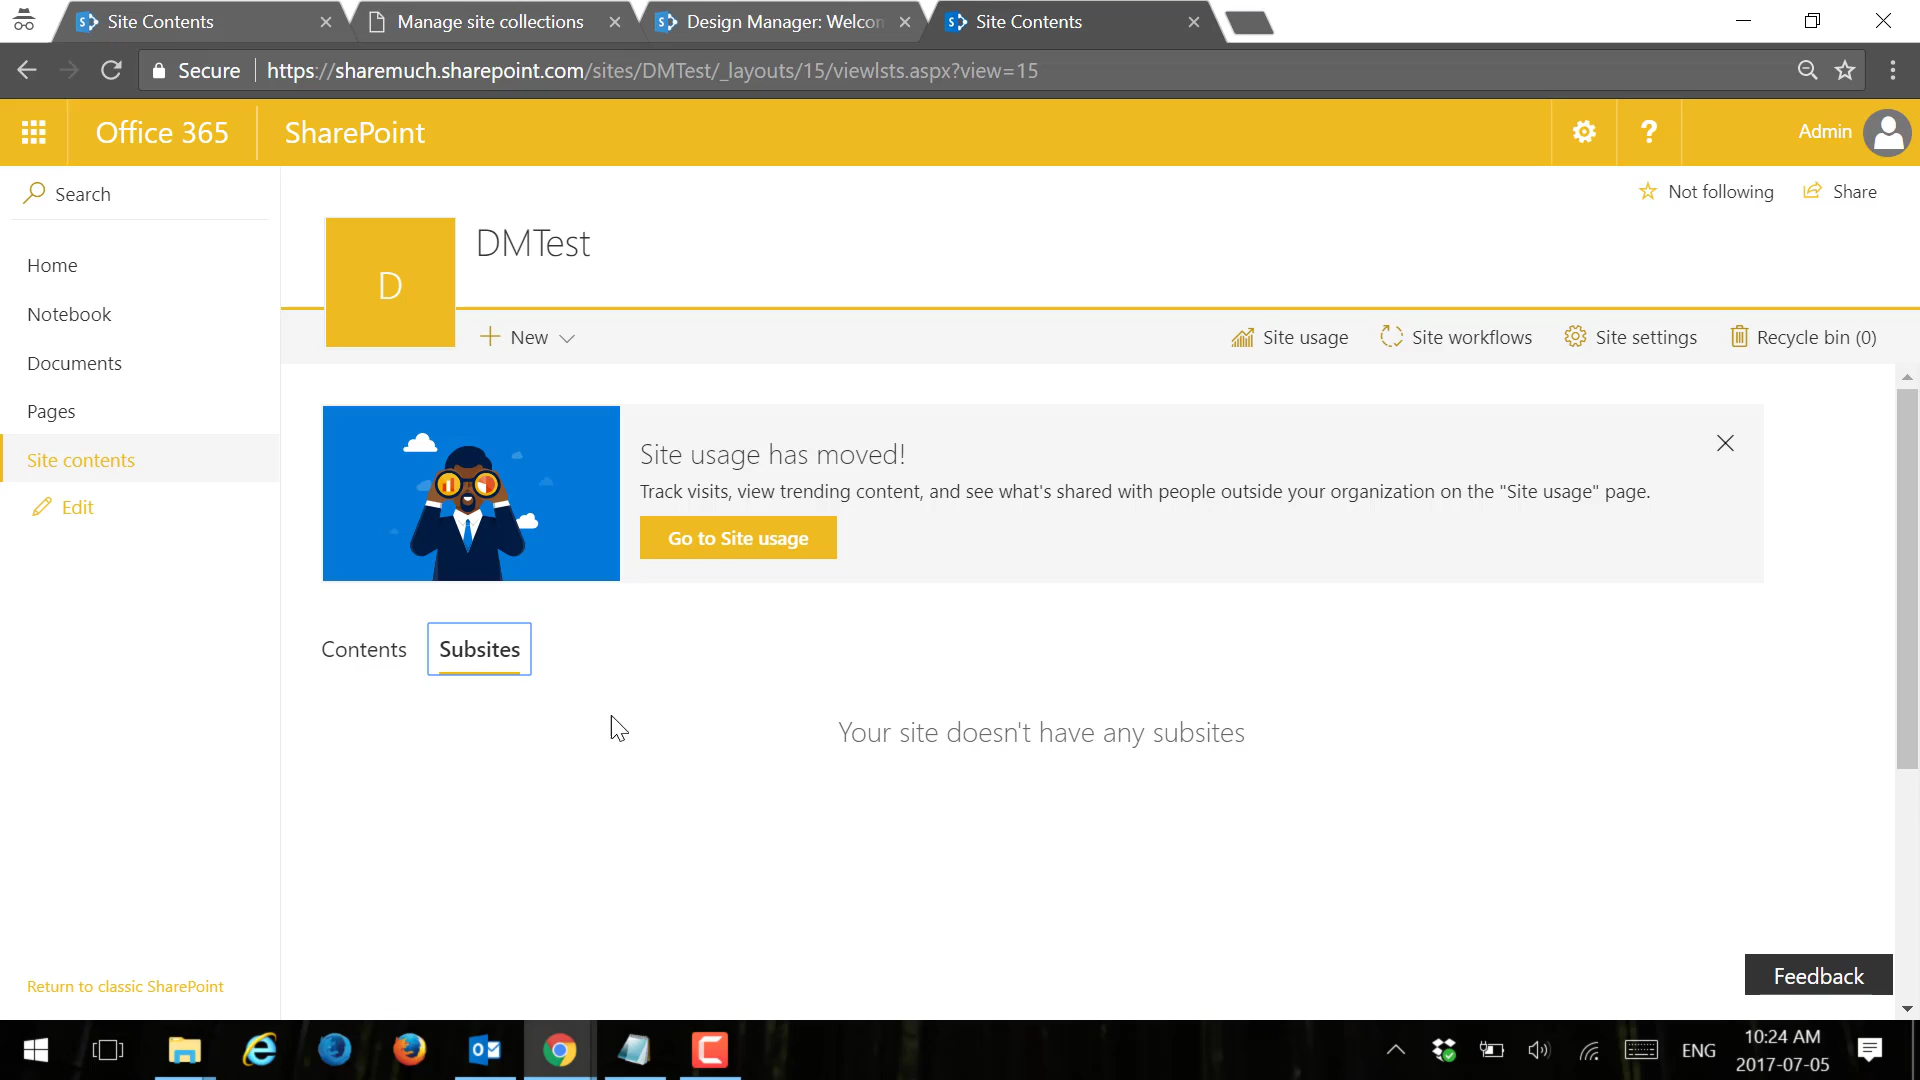 Site Contents
Manage site collections
Design Manager: Welcon
Site Contents
Secure
https://sharemuch.sharepoint.com/sites/DMTest/_layouts/15/viewlsts.aspx?view=15
Office 365
SharePoint
?
Admin
Search
Not following
Share
Home
Notebook
Documents
Pages
Site contents
Edit
D
DMTest
New
Site usage
Site workflows
Site settings
Recycle bin (0)
Site usage has moved!
Track visits, view trending content, and see what's shared with people outside your organization on the "Site usage" page.
Go to Site usage
Contents
Subsites
Your site doesn't have any subsites
Return to classic SharePoint
Feedback
ENG
10:24 AM
2017-07-05